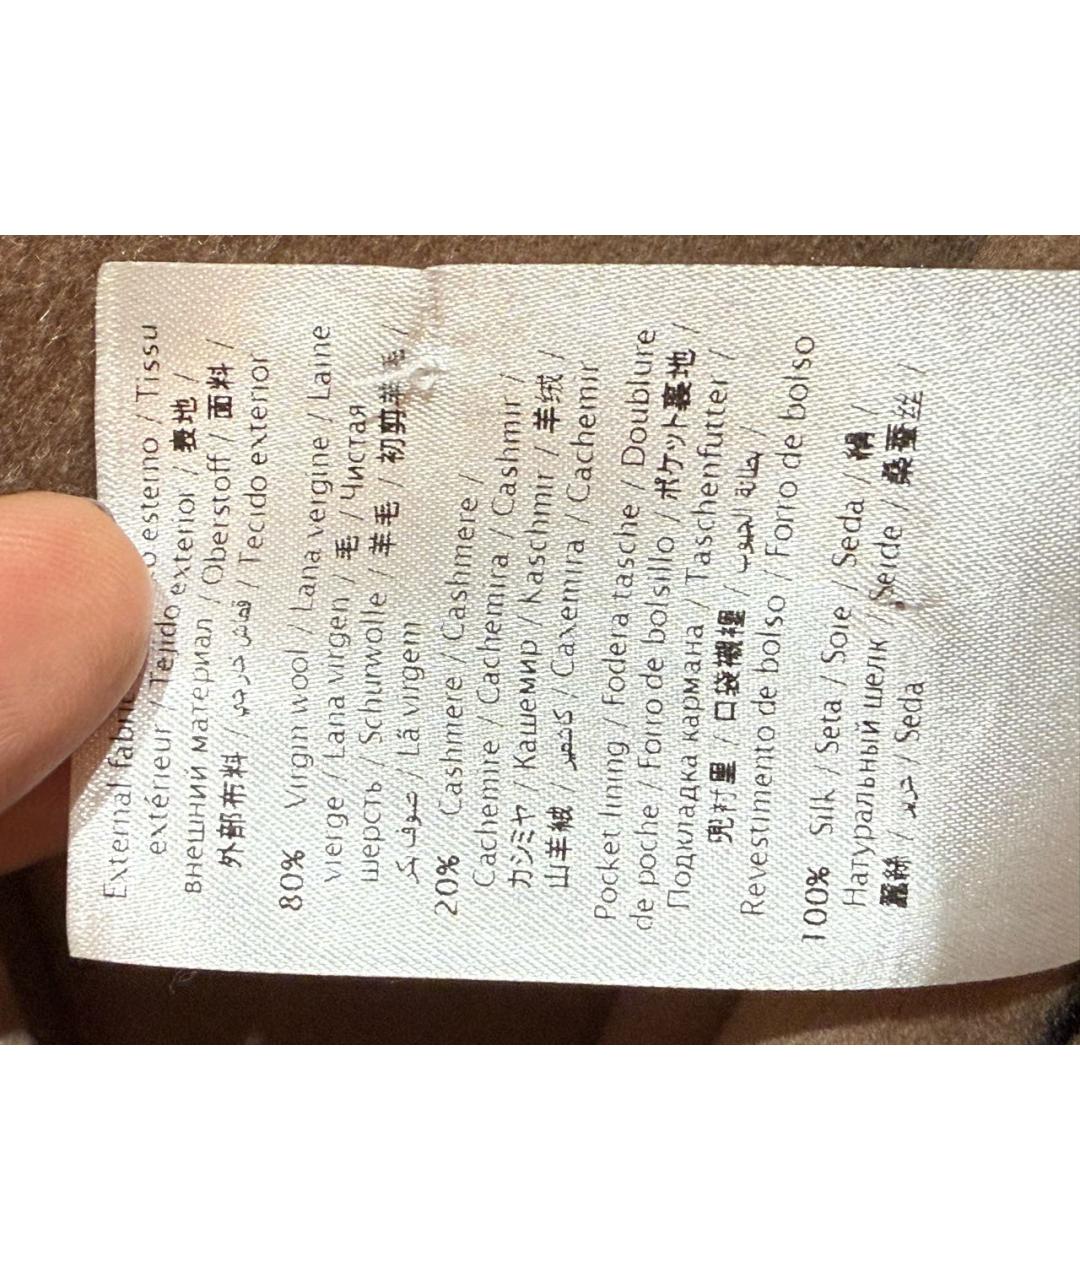 External fabric
o esterno / Tissu
extérieur / Tejido exterior / 表地 /
внешний материал / Oberstoff / 面料 /
外部布料 / قماش خارجي / Tecido exterior
80% Virgin wool / Lana vergine / Laine
vierge / Lana virgen / 毛 / Чистая
шерсть / Schurwolle / 羊毛 / 初剪羊毛 /
صوف بكر / Lã virgem
20% Cashmere / Cashmere /
Cachemire / Cachemira / Cashmir /
カシミヤ / Кашемир / Kaschmir / 羊绒 /
山羊絨 / كشمير / Caxemira / Cachemir
Pocket lining / Fodera tasche / Doublure
de poche / Forro de bolsillo / ポケット裏地 /
Подкладка кармана / Taschenfutter /
兜衬里 / 口袋襯裡 / بطانة الجيوب /
Revestimento de bolso / Forro de bolso
100% Silk / Seta / Soie / Seda / 絹 /
Натуральный шелк / Seide / 桑蚕丝 /
蠶絲 / حرير / Seda